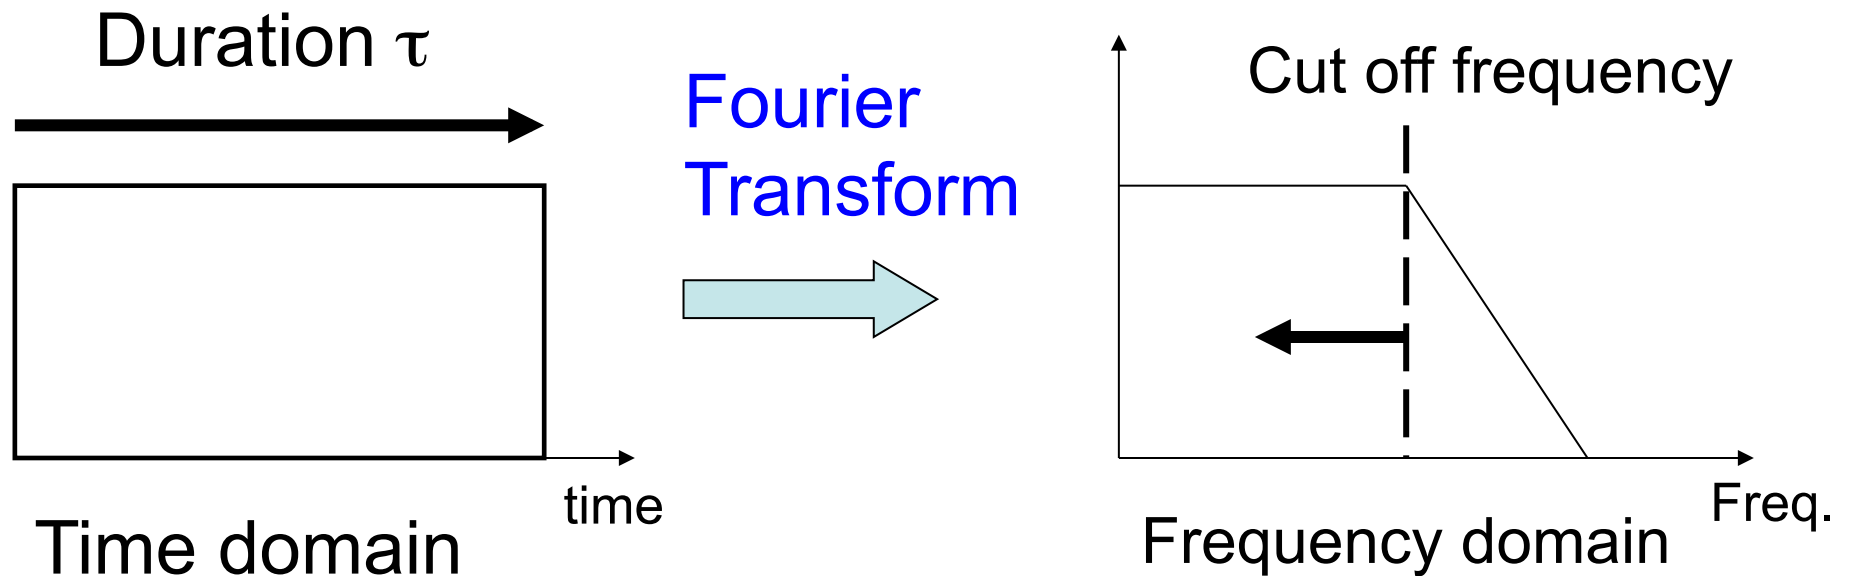 Duration τ
time
Time domain
Fourier
Transform
Cut off frequency
Freq.
Frequency domain